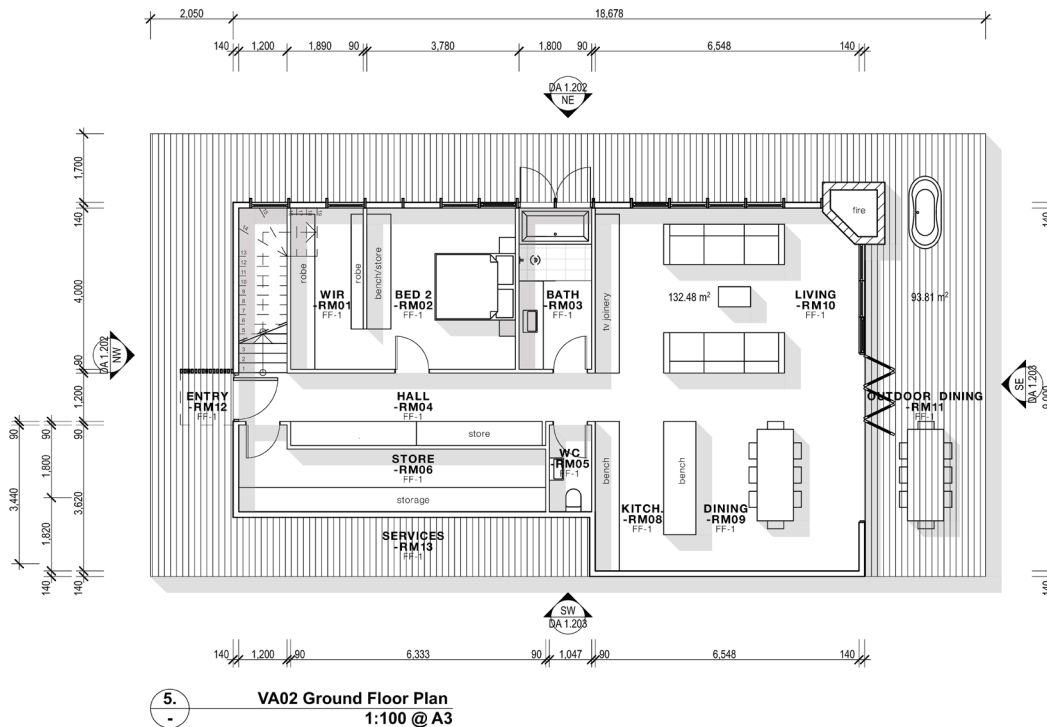 2,050
18,678
140
1,200
1,890
90
3,780
1,800
90
6,548
140
DA 1.202
NE
1,700
140
4,000
90
1,200
90
3,620
140
90
1,800
1,820
140
90
3,440
DA 1.202
NW
fire
robe
robe
bench/store
tv joinery
WIR
-RM01
FF-1
BED 2
-RM02
FF-1
BATH
-RM03
FF-1
132.48 m²
LIVING
-RM10
FF-1
93.81 m²
140
9,000
140
SE
DA 1.203
ENTRY
-RM12
FF-1
HALL
-RM04
FF-1
OUTDOOR DINING
-RM11
FF-1
store
STORE
-RM06
FF-1
storage
WC
-RM05
FF-1
bench
bench
KITCH.
-RM08
FF-1
DINING
-RM09
FF-1
SERVICES
-RM13
FF-1
SW
DA 1.203
140
1,200
90
6,333
90
1,047
90
6,548
140
5.
-
VA02 Ground Floor Plan
1:100 @ A3